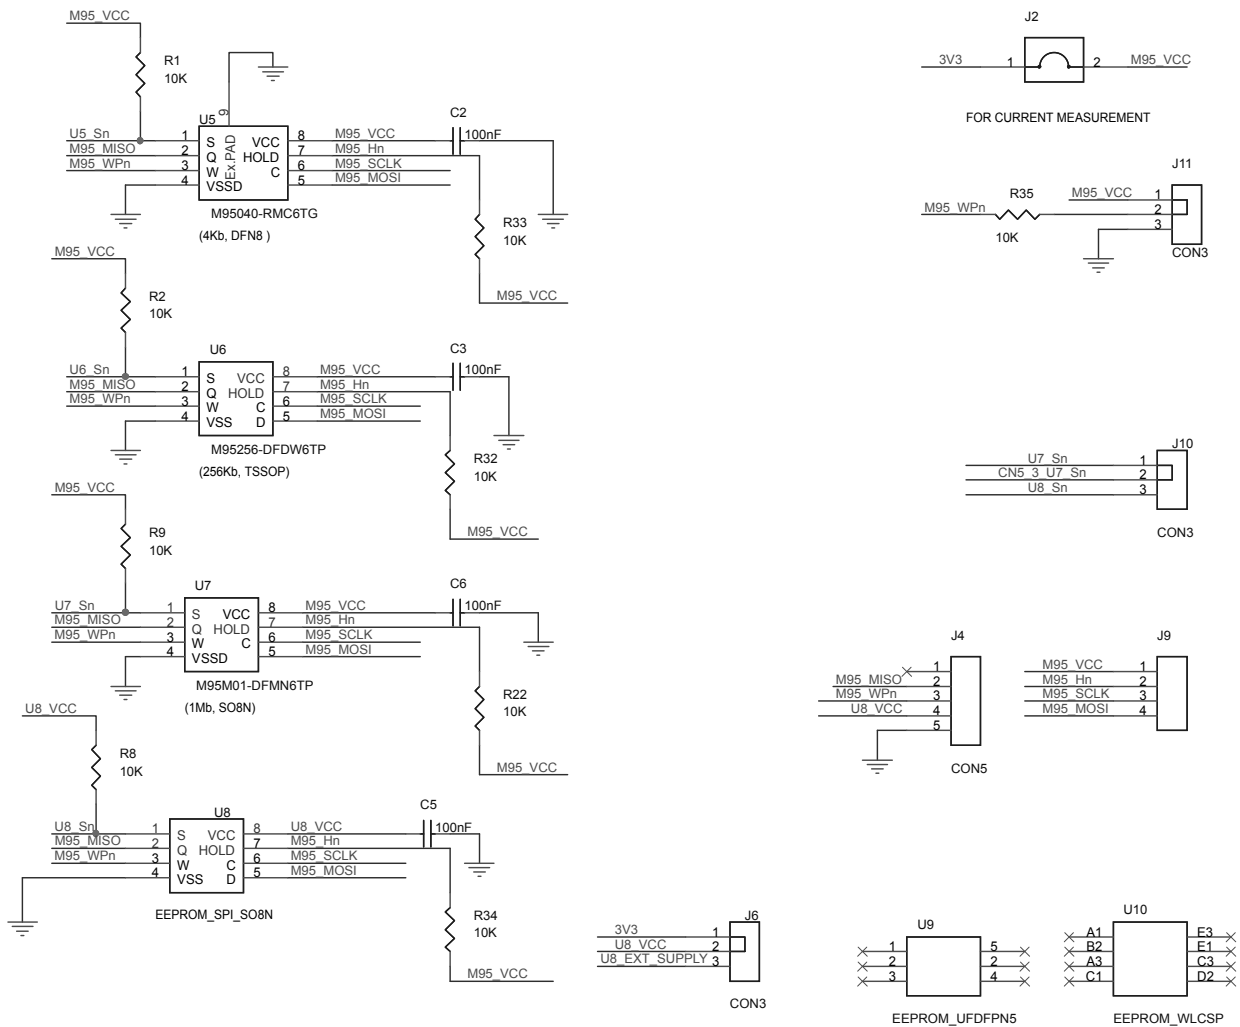 M95_VCC
R1
10K
U5
9
U5_Sn 1 S VCC 8 M95_VCC
M95_MISO 2 Q HOLD 7 M95_Hn
M95_WPn 3 W C 6 M95_SCLK
4 VSSD 5 M95_MOSI
Ex.PAD
C2
100nF
M95040-RMC6TG
(4Kb, DFN8 )
R33
10K
M95_VCC
M95_VCC
R2
10K
U6
U6_Sn 1 S VCC 8 M95_VCC
M95_MISO 2 Q HOLD 7 M95_Hn
M95_WPn 3 W C 6 M95_SCLK
4 VSS D 5 M95_MOSI
C3
100nF
M95256-DFDW6TP
(256Kb, TSSOP)
R32
10K
M95_VCC
M95_VCC
R9
10K
U7
U7_Sn 1 S VCC 8 M95_VCC
M95_MISO 2 Q HOLD 7 M95_Hn
M95_WPn 3 W C 6 M95_SCLK
4 VSSD 5 M95_MOSI
C6
100nF
M95M01-DFMN6TP
(1Mb, SO8N)
R22
10K
M95_VCC
U8_VCC
R8
10K
U8
U8_Sn 1 S VCC 8 U8_VCC
M95_MISO 2 Q HOLD 7 M95_Hn
M95_WPn 3 W C 6 M95_SCLK
4 VSS D 5 M95_MOSI
C5
100nF
EEPROM_SPI_SO8N
R34
10K
M95_VCC
J2
3V3 1 2 M95_VCC
FOR CURRENT MEASUREMENT
J11
M95_VCC 1
M95_WPn R35 2
10K
3
CON3
J10
U7_Sn 1
CN5_3_U7_Sn 2
U8_Sn 3
CON3
J4
1
M95_MISO 2
M95_WPn 3
U8_VCC 4
5
CON5
J9
M95_VCC 1
M95_Hn 2
M95_SCLK 3
M95_MOSI 4
J6
3V3 1
U8_VCC 2
U8_EXT_SUPPLY 3
CON3
U9
1 5
2 2
3 4
EEPROM_UFDFPN5
U10
A1 E3
B2 E1
A3 C3
C1 D2
EEPROM_WLCSP